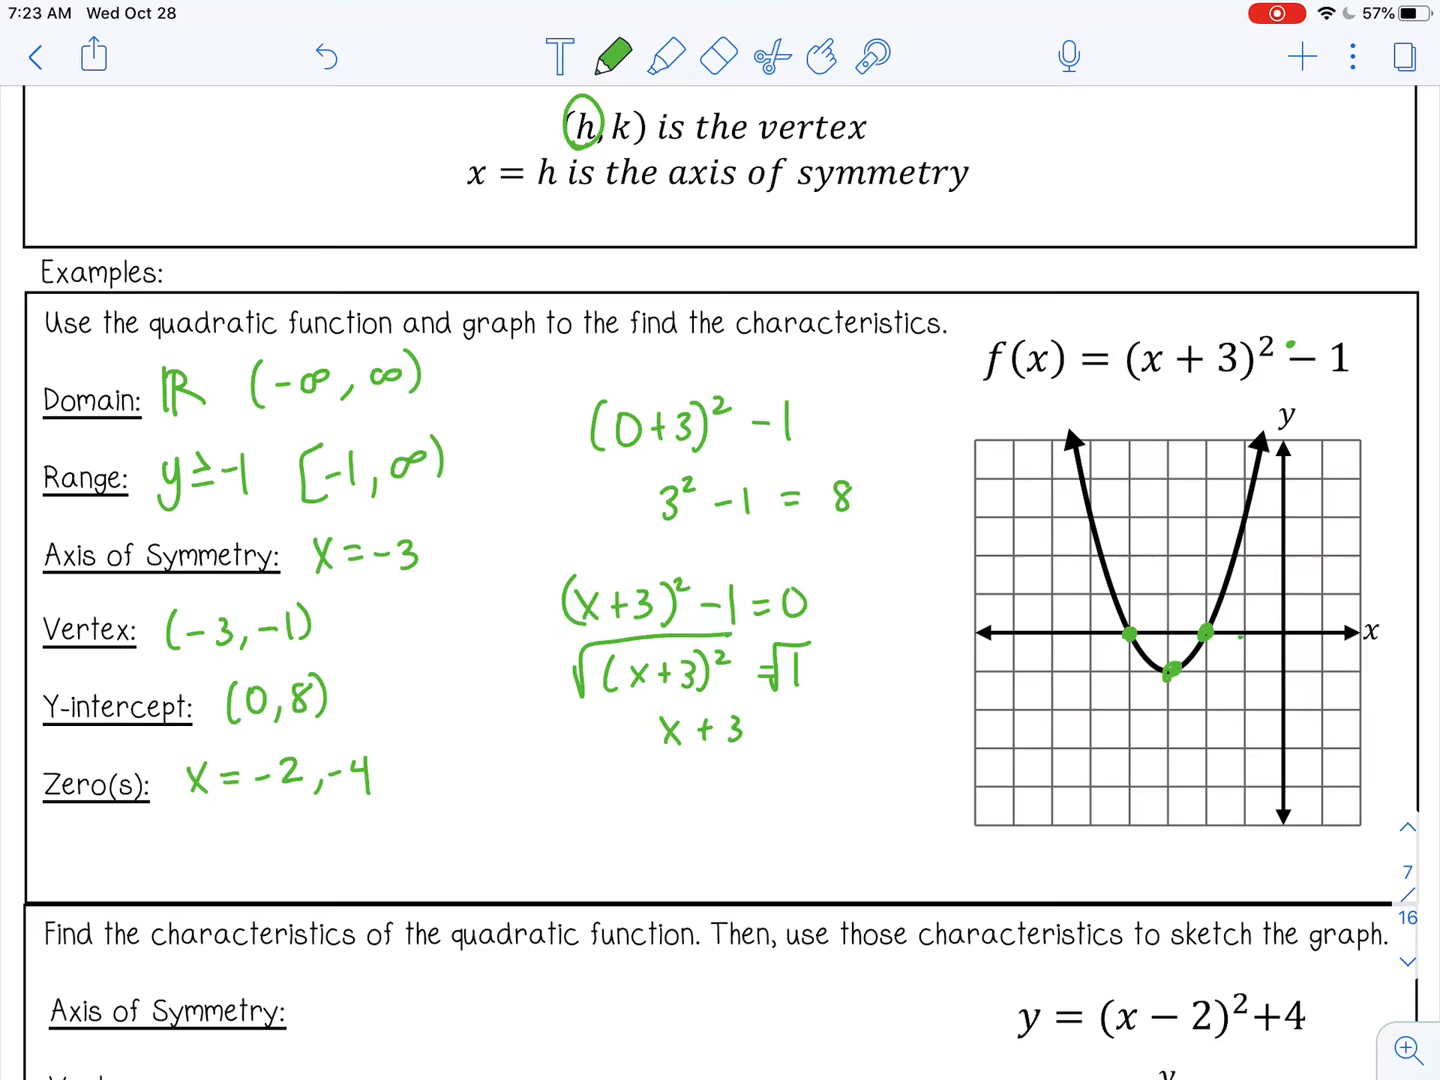 7:23 AM Wed Oct 28
57%
(h, k) is the vertex
x = h is the axis of symmetry
Examples:
Use the quadratic function and graph to the find the characteristics.
f(x) = (x + 3)² − 1
Domain: ℝ (-∞, ∞)
Range: y ≥ -1 [-1, ∞)
Axis of Symmetry: x = -3
Vertex: (-3, -1)
Y-intercept: (0, 8)
Zero(s): x = -2, -4
(0+3)² - 1
3² - 1 = 8
(x+3)² - 1 = 0
√(x+3)² = √1
x + 3
y
x
7
/
16
Find the characteristics of the quadratic function. Then, use those characteristics to sketch the graph.
Axis of Symmetry:
y = (x − 2)²+4